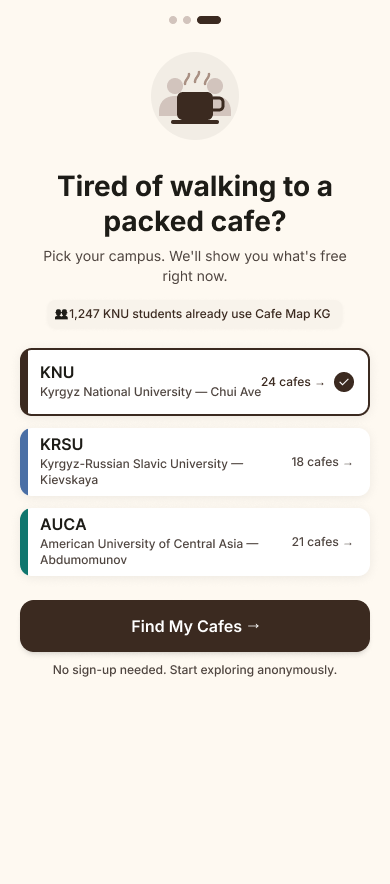 Tired of walking to a
packed cafe?
Pick your campus. We'll show you what's free
right now.
👥1,247 KNU students already use Cafe Map KG
KNU
Kyrgyz National University — Chui Ave
24 cafes →
KRSU
Kyrgyz-Russian Slavic University —
Kievskaya
18 cafes →
AUCA
American University of Central Asia —
Abdumomunov
21 cafes →
Find My Cafes →
No sign-up needed. Start exploring anonymously.